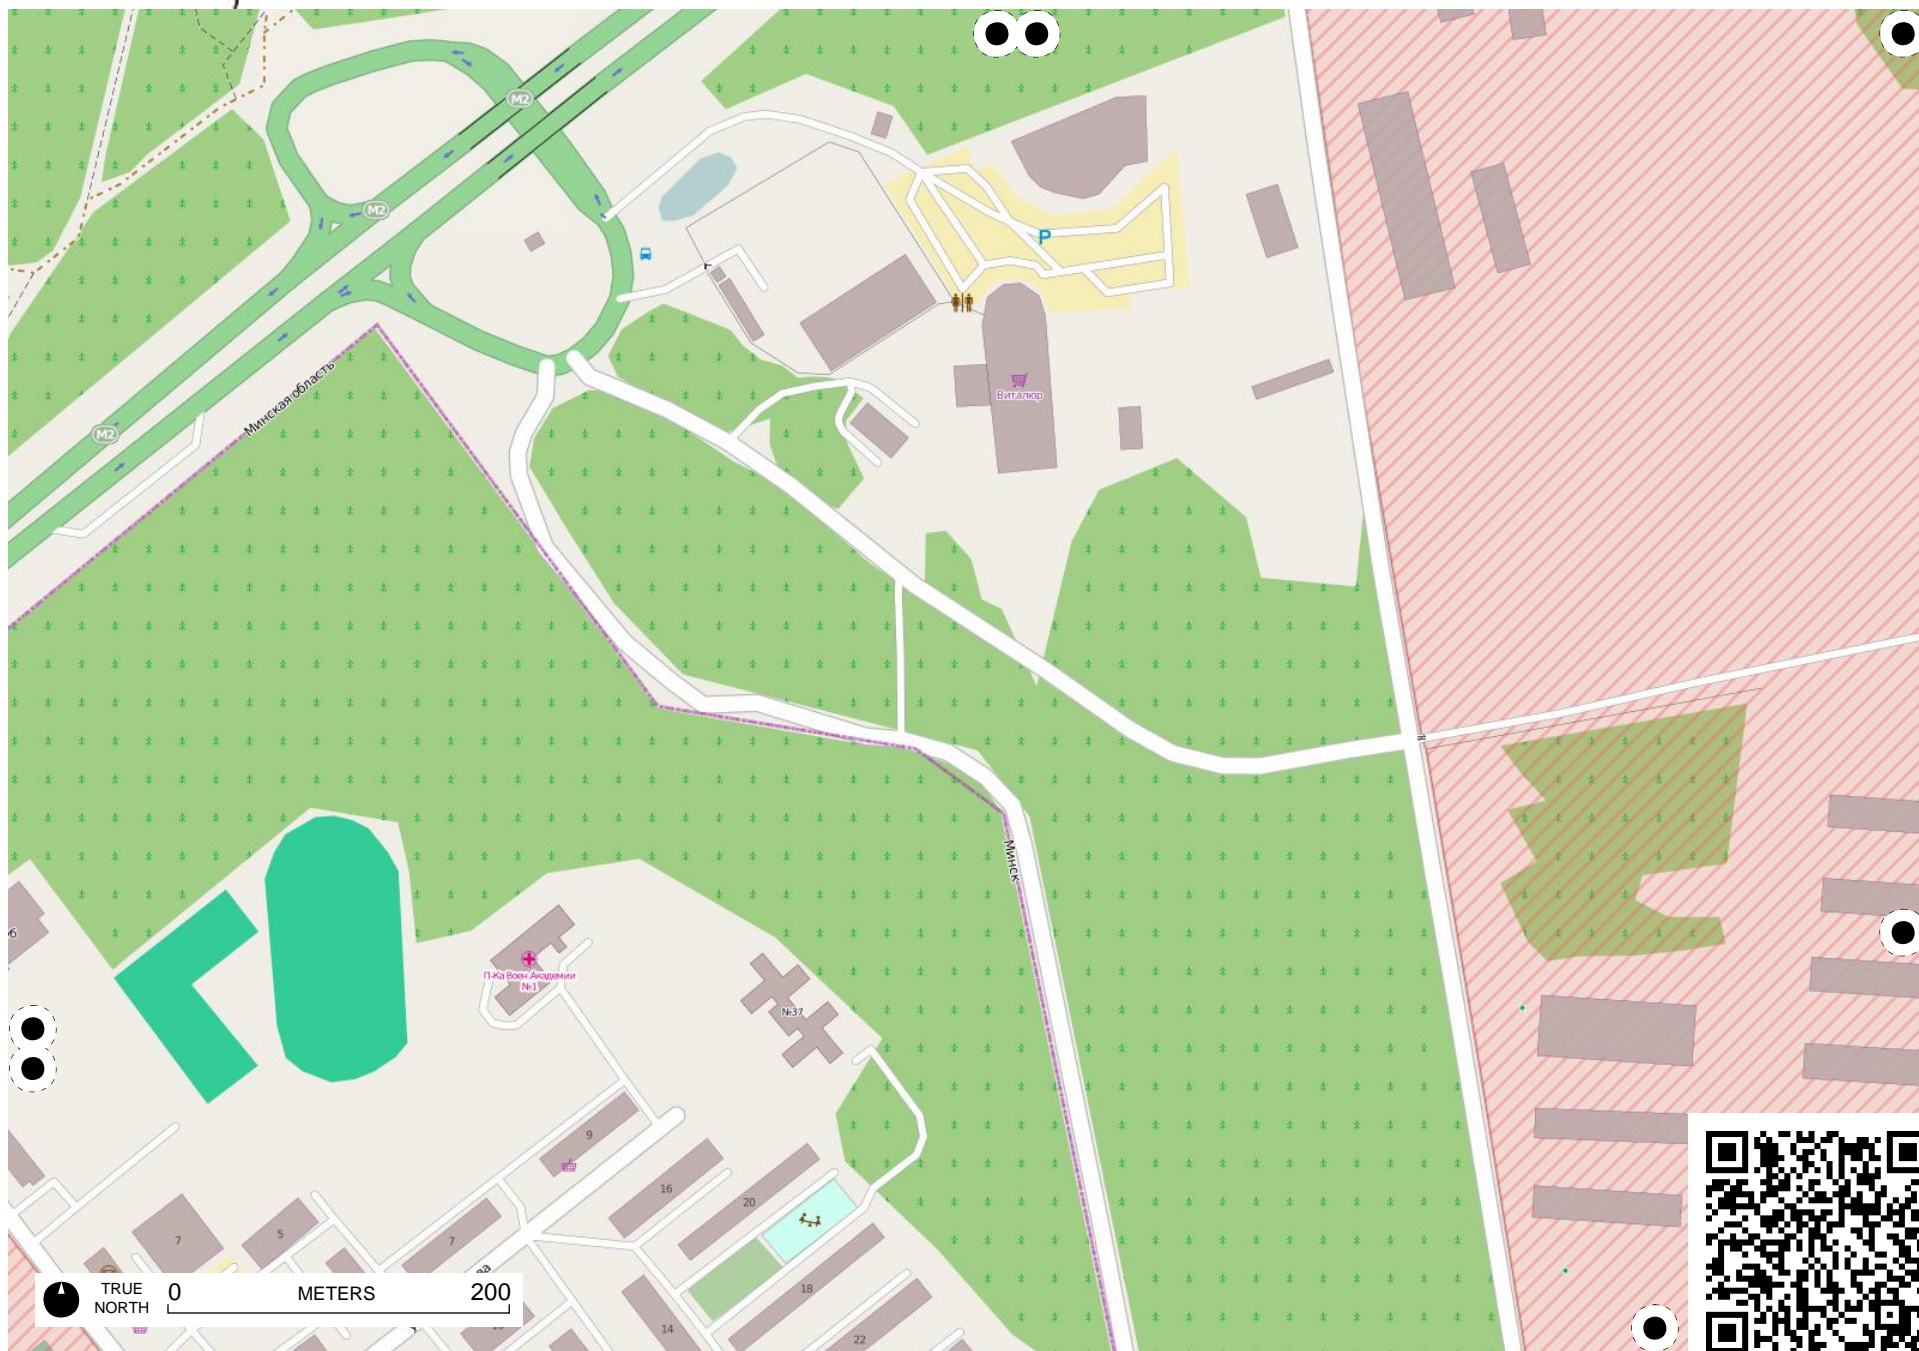 M2
M2
P
Минская область
Виталюр
M2
Минск
П-Ка Воен.Академии
№1
№37
9
16
20
7
5
7
18
14
22
TRUE
NORTH
0 METERS 200